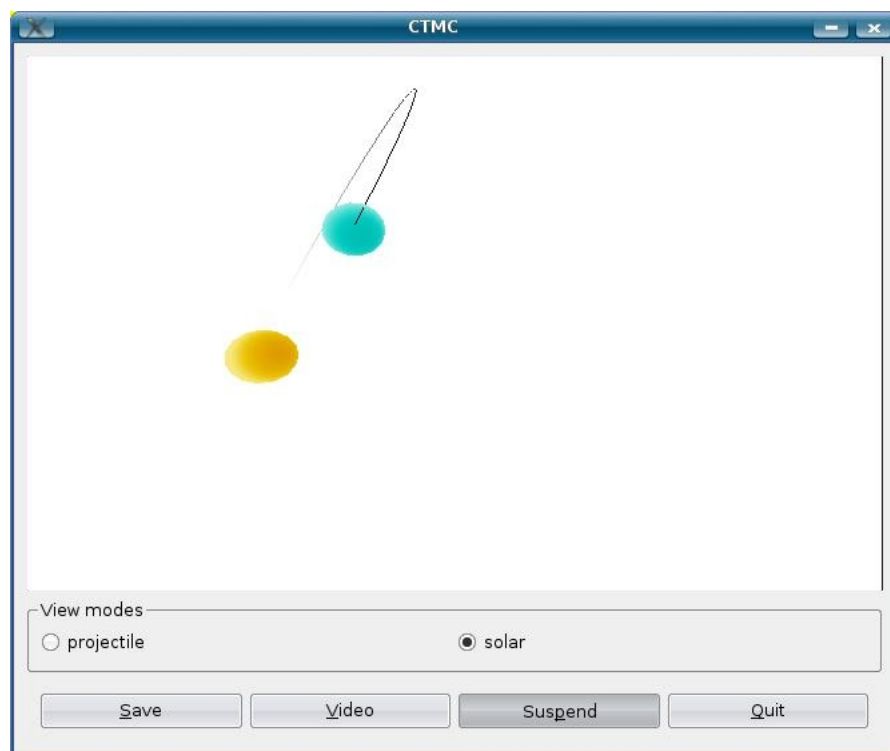 CTMC
View modes
projectile
solar
Save
Video
Suspend
Quit